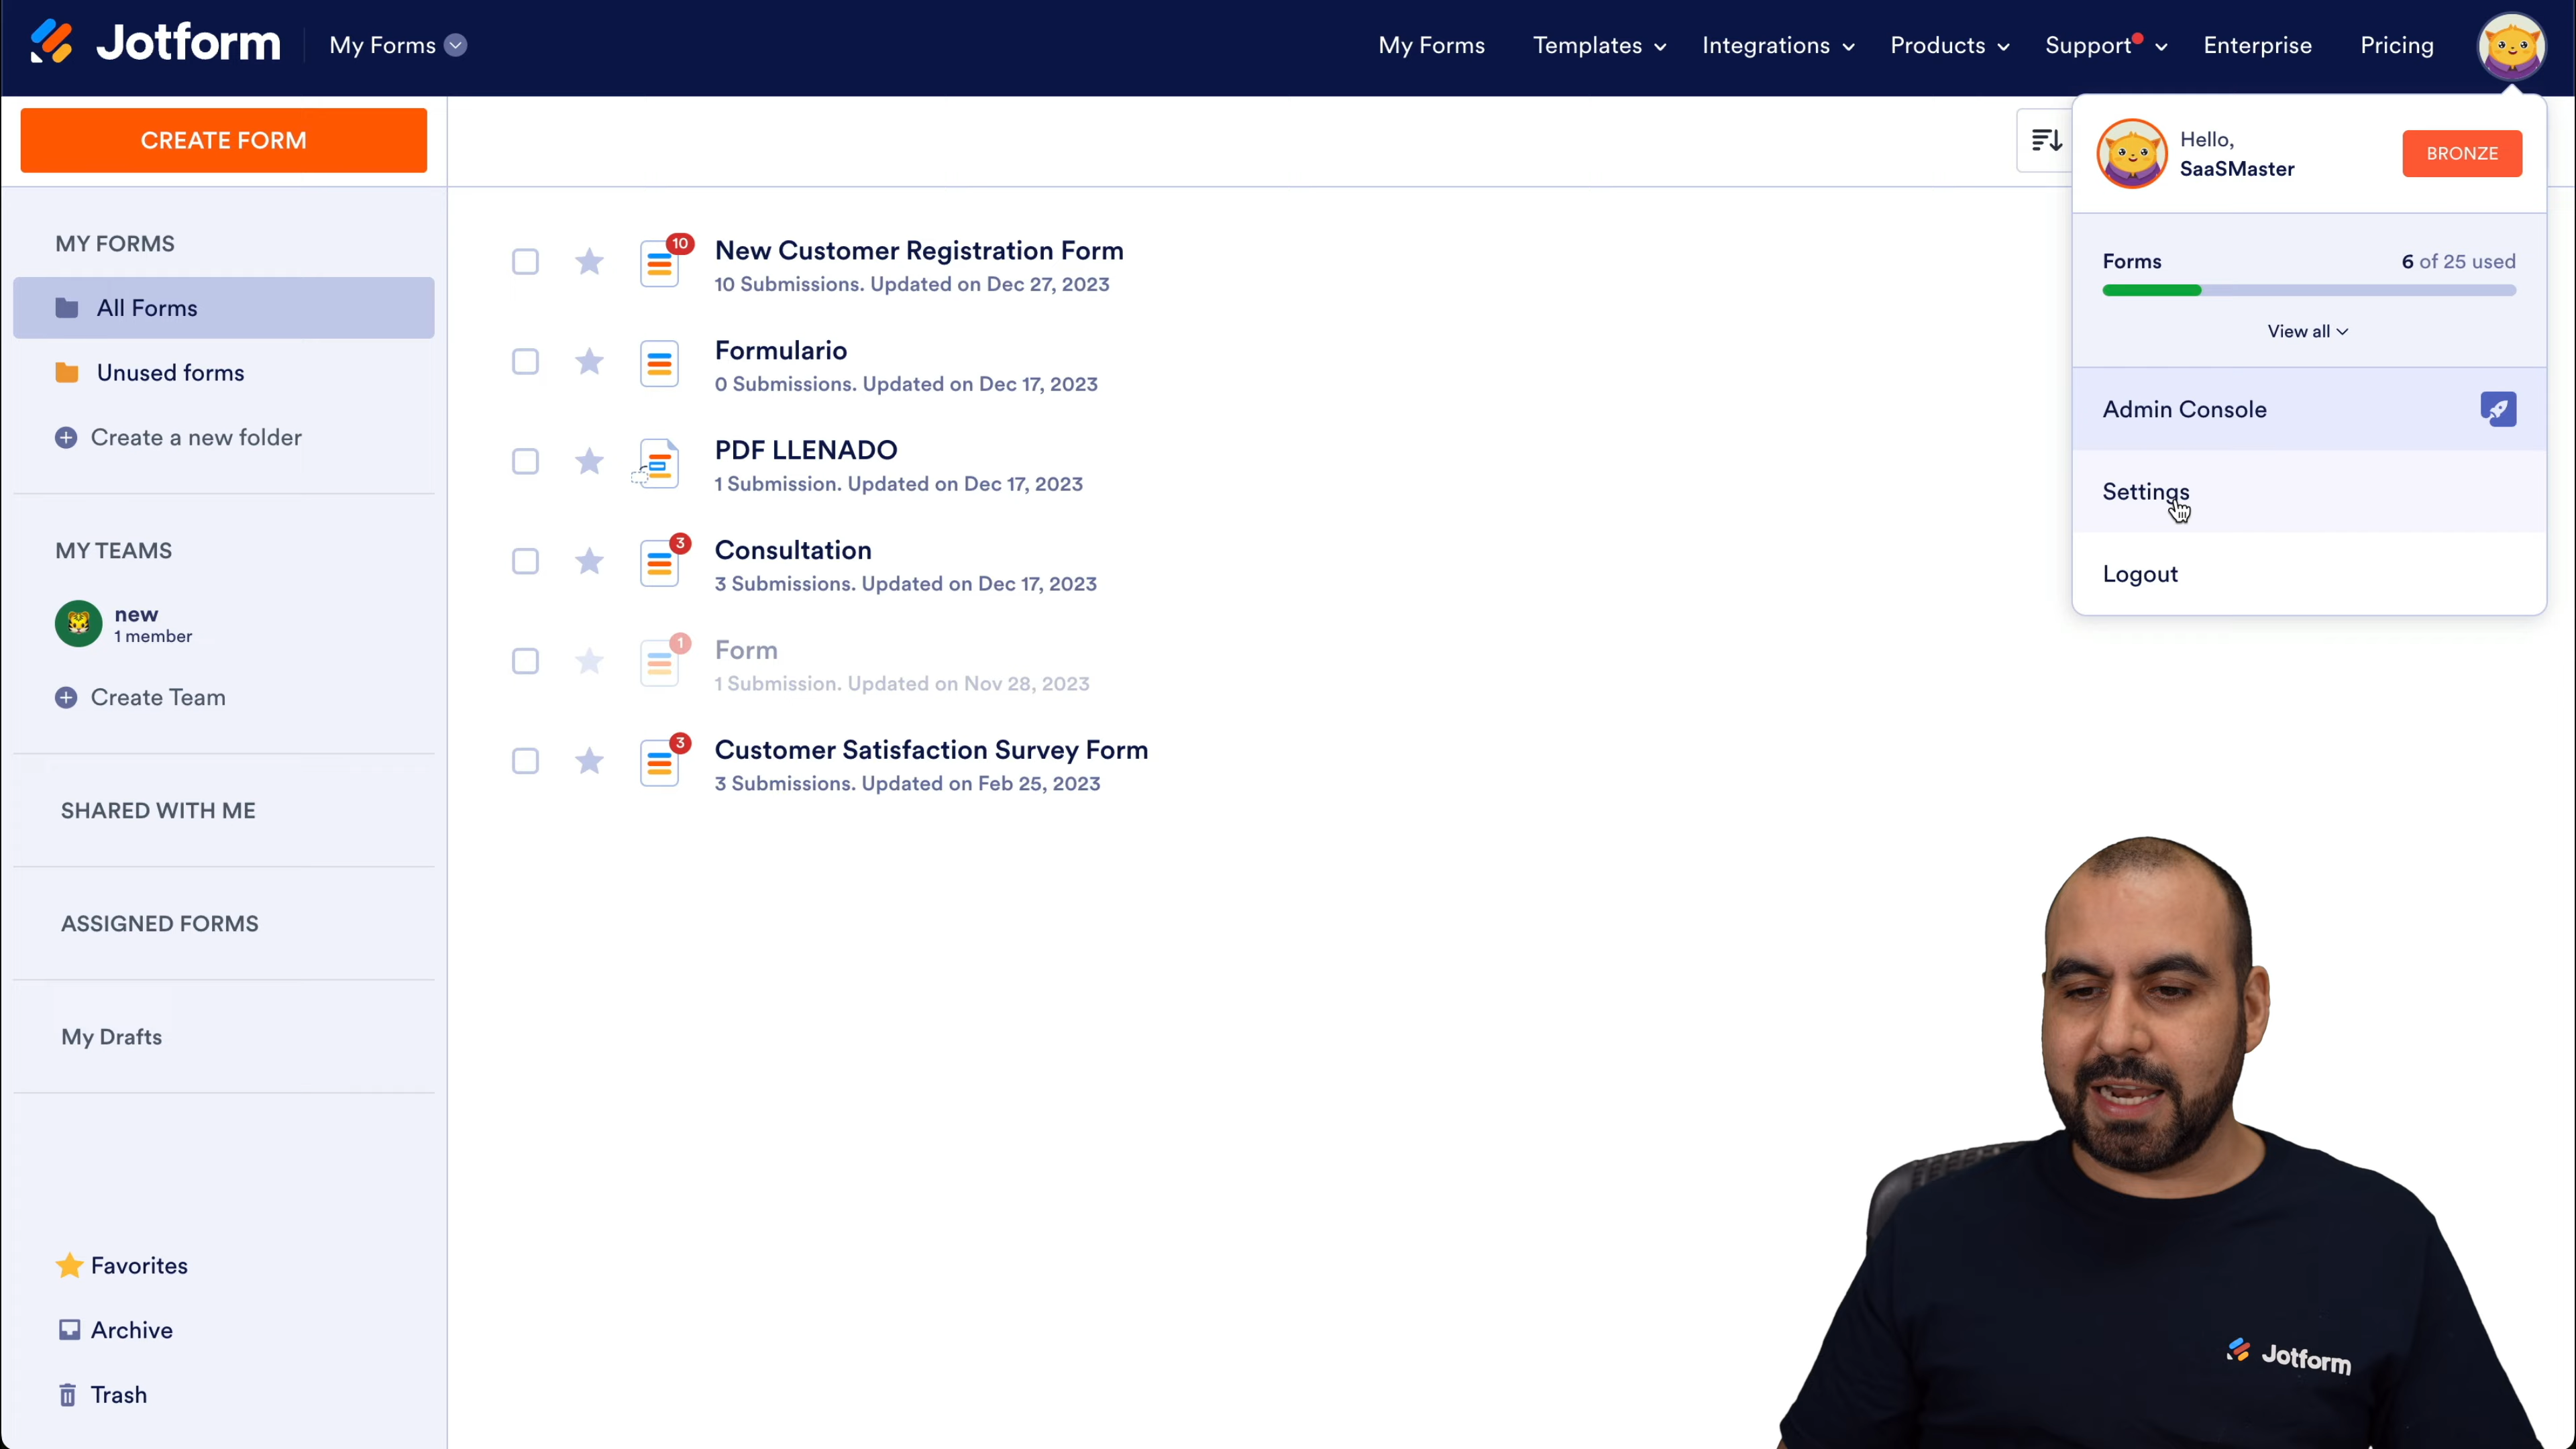 Jotform
My Forms
My Forms
Templates
Integrations
Products
Support
Enterprise
Pricing
CREATE FORM
Hello,
SaaSMaster
BRONZE
Forms
6 of 25 used
View all
Admin Console
Settings
Logout
MY FORMS
All Forms
Unused forms
Create a new folder
MY TEAMS
new
1 member
Create Team
SHARED WITH ME
ASSIGNED FORMS
My Drafts
Favorites
Archive
Trash
10
New Customer Registration Form
10 Submissions. Updated on Dec 27, 2023
Formulario
0 Submissions. Updated on Dec 17, 2023
PDF LLENADO
1 Submission. Updated on Dec 17, 2023
3
Consultation
3 Submissions. Updated on Dec 17, 2023
1
Form
1 Submission. Updated on Nov 28, 2023
3
Customer Satisfaction Survey Form
3 Submissions. Updated on Feb 25, 2023
Jotform